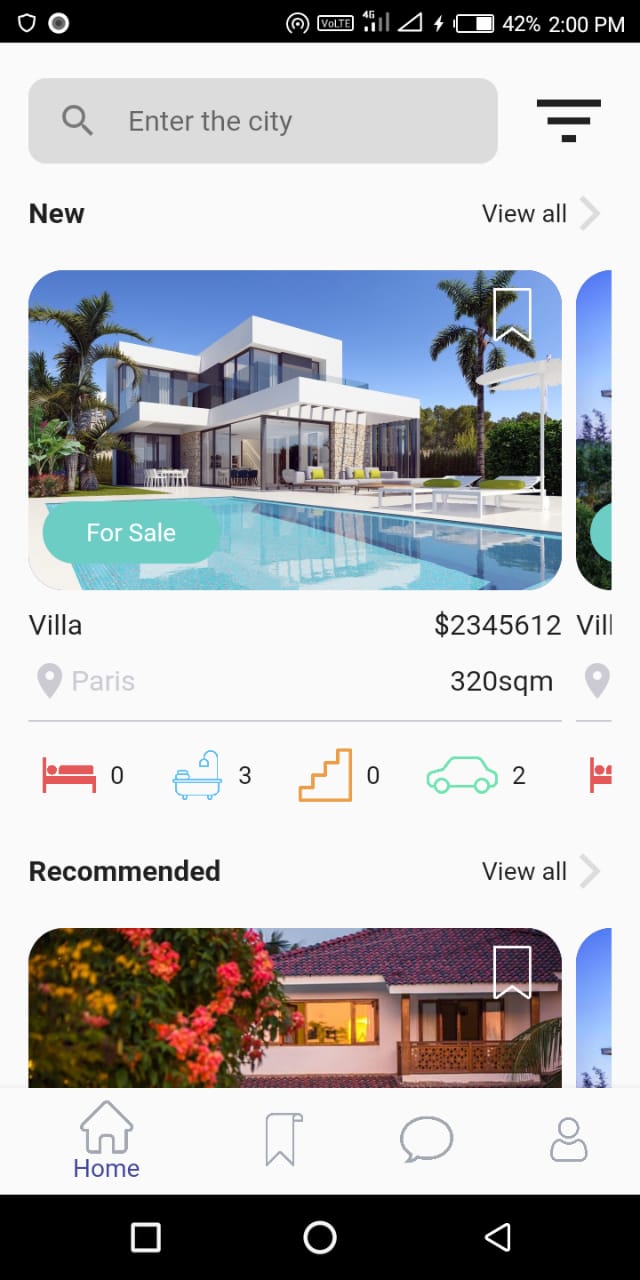 VoLTE 4G 42% 2:00 PM
Enter the city
New View all
For Sale
Villa $2345612 Vill
Paris 320sqm
0 3 0 2
Recommended View all
Home